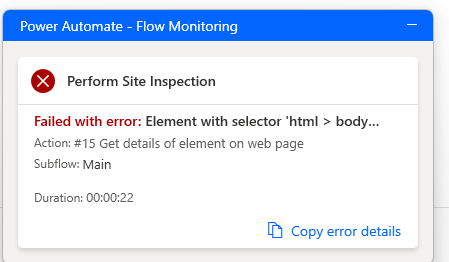 Power Automate - Flow Monitoring
Perform Site Inspection
Failed with error: Element with selector 'html > body...
Action: #15 Get details of element on web page
Subflow: Main
Duration: 00:00:22
Copy error details